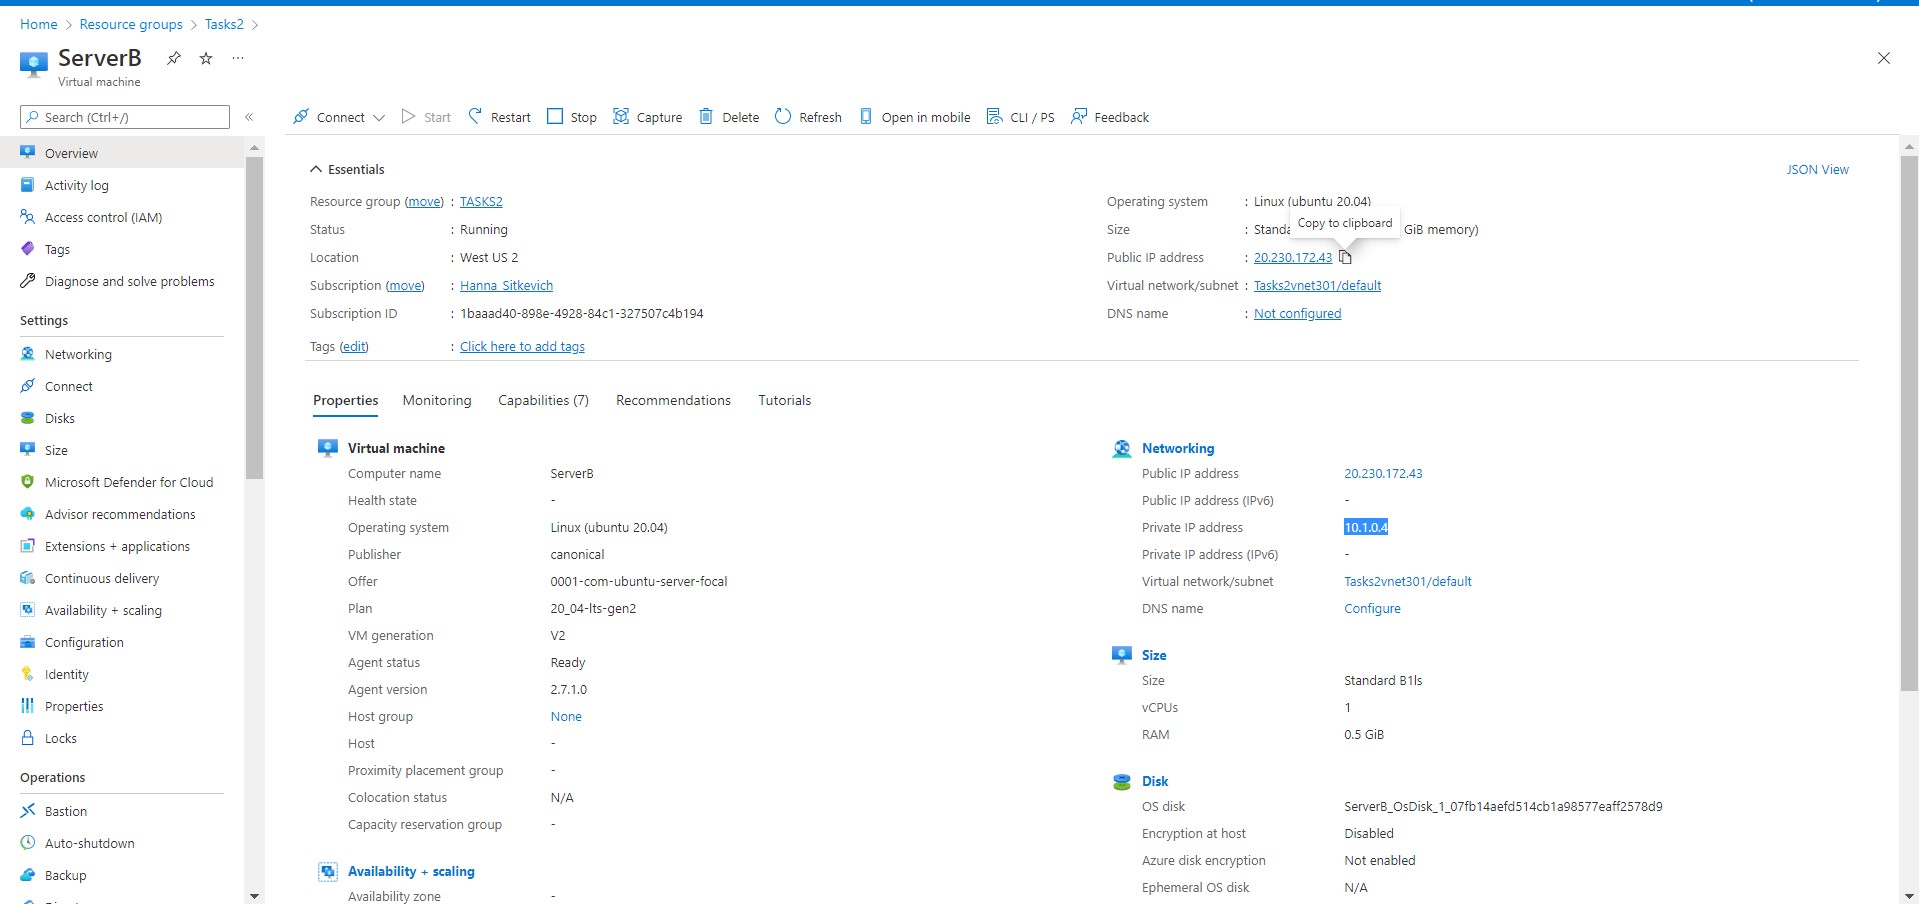 Home > Resource groups > Tasks2 >
ServerB
Virtual machine
Search (Ctrl+/)
Connect Start Restart Stop Capture Delete Refresh Open in mobile CLI / PS Feedback
Overview
Activity log
Access control (IAM)
Tags
Diagnose and solve problems
Settings
Networking
Connect
Disks
Size
Microsoft Defender for Cloud
Advisor recommendations
Extensions + applications
Continuous delivery
Availability + scaling
Configuration
Identity
Properties
Locks
Operations
Bastion
Auto-shutdown
Backup
Essentials
JSON View
Resource group (move) : TASKS2
Status : Running
Location : West US 2
Subscription (move) : Hanna_Sitkevich
Subscription ID : 1baaad40-898e-4928-84c1-327507c4b194
Tags (edit) : Click here to add tags
Operating system : Linux (ubuntu 20.04)
Copy to clipboard
Size : Standa GiB memory)
Public IP address : 20.230.172.43
Virtual network/subnet : Tasks2vnet301/default
DNS name : Not configured
Properties Monitoring Capabilities (7) Recommendations Tutorials
Virtual machine
Computer name ServerB
Health state -
Operating system Linux (ubuntu 20.04)
Publisher canonical
Offer 0001-com-ubuntu-server-focal
Plan 20_04-lts-gen2
VM generation V2
Agent status Ready
Agent version 2.7.1.0
Host group None
Host -
Proximity placement group -
Colocation status N/A
Capacity reservation group -
Availability + scaling
Availability zone -
Networking
Public IP address 20.230.172.43
Public IP address (IPv6) -
Private IP address 10.1.0.4
Private IP address (IPv6) -
Virtual network/subnet Tasks2vnet301/default
DNS name Configure
Size
Size Standard B1ls
vCPUs 1
RAM 0.5 GiB
Disk
OS disk ServerB_OsDisk_1_07fb14aefd514cb1a98577eaff2578d9
Encryption at host Disabled
Azure disk encryption Not enabled
Ephemeral OS disk N/A